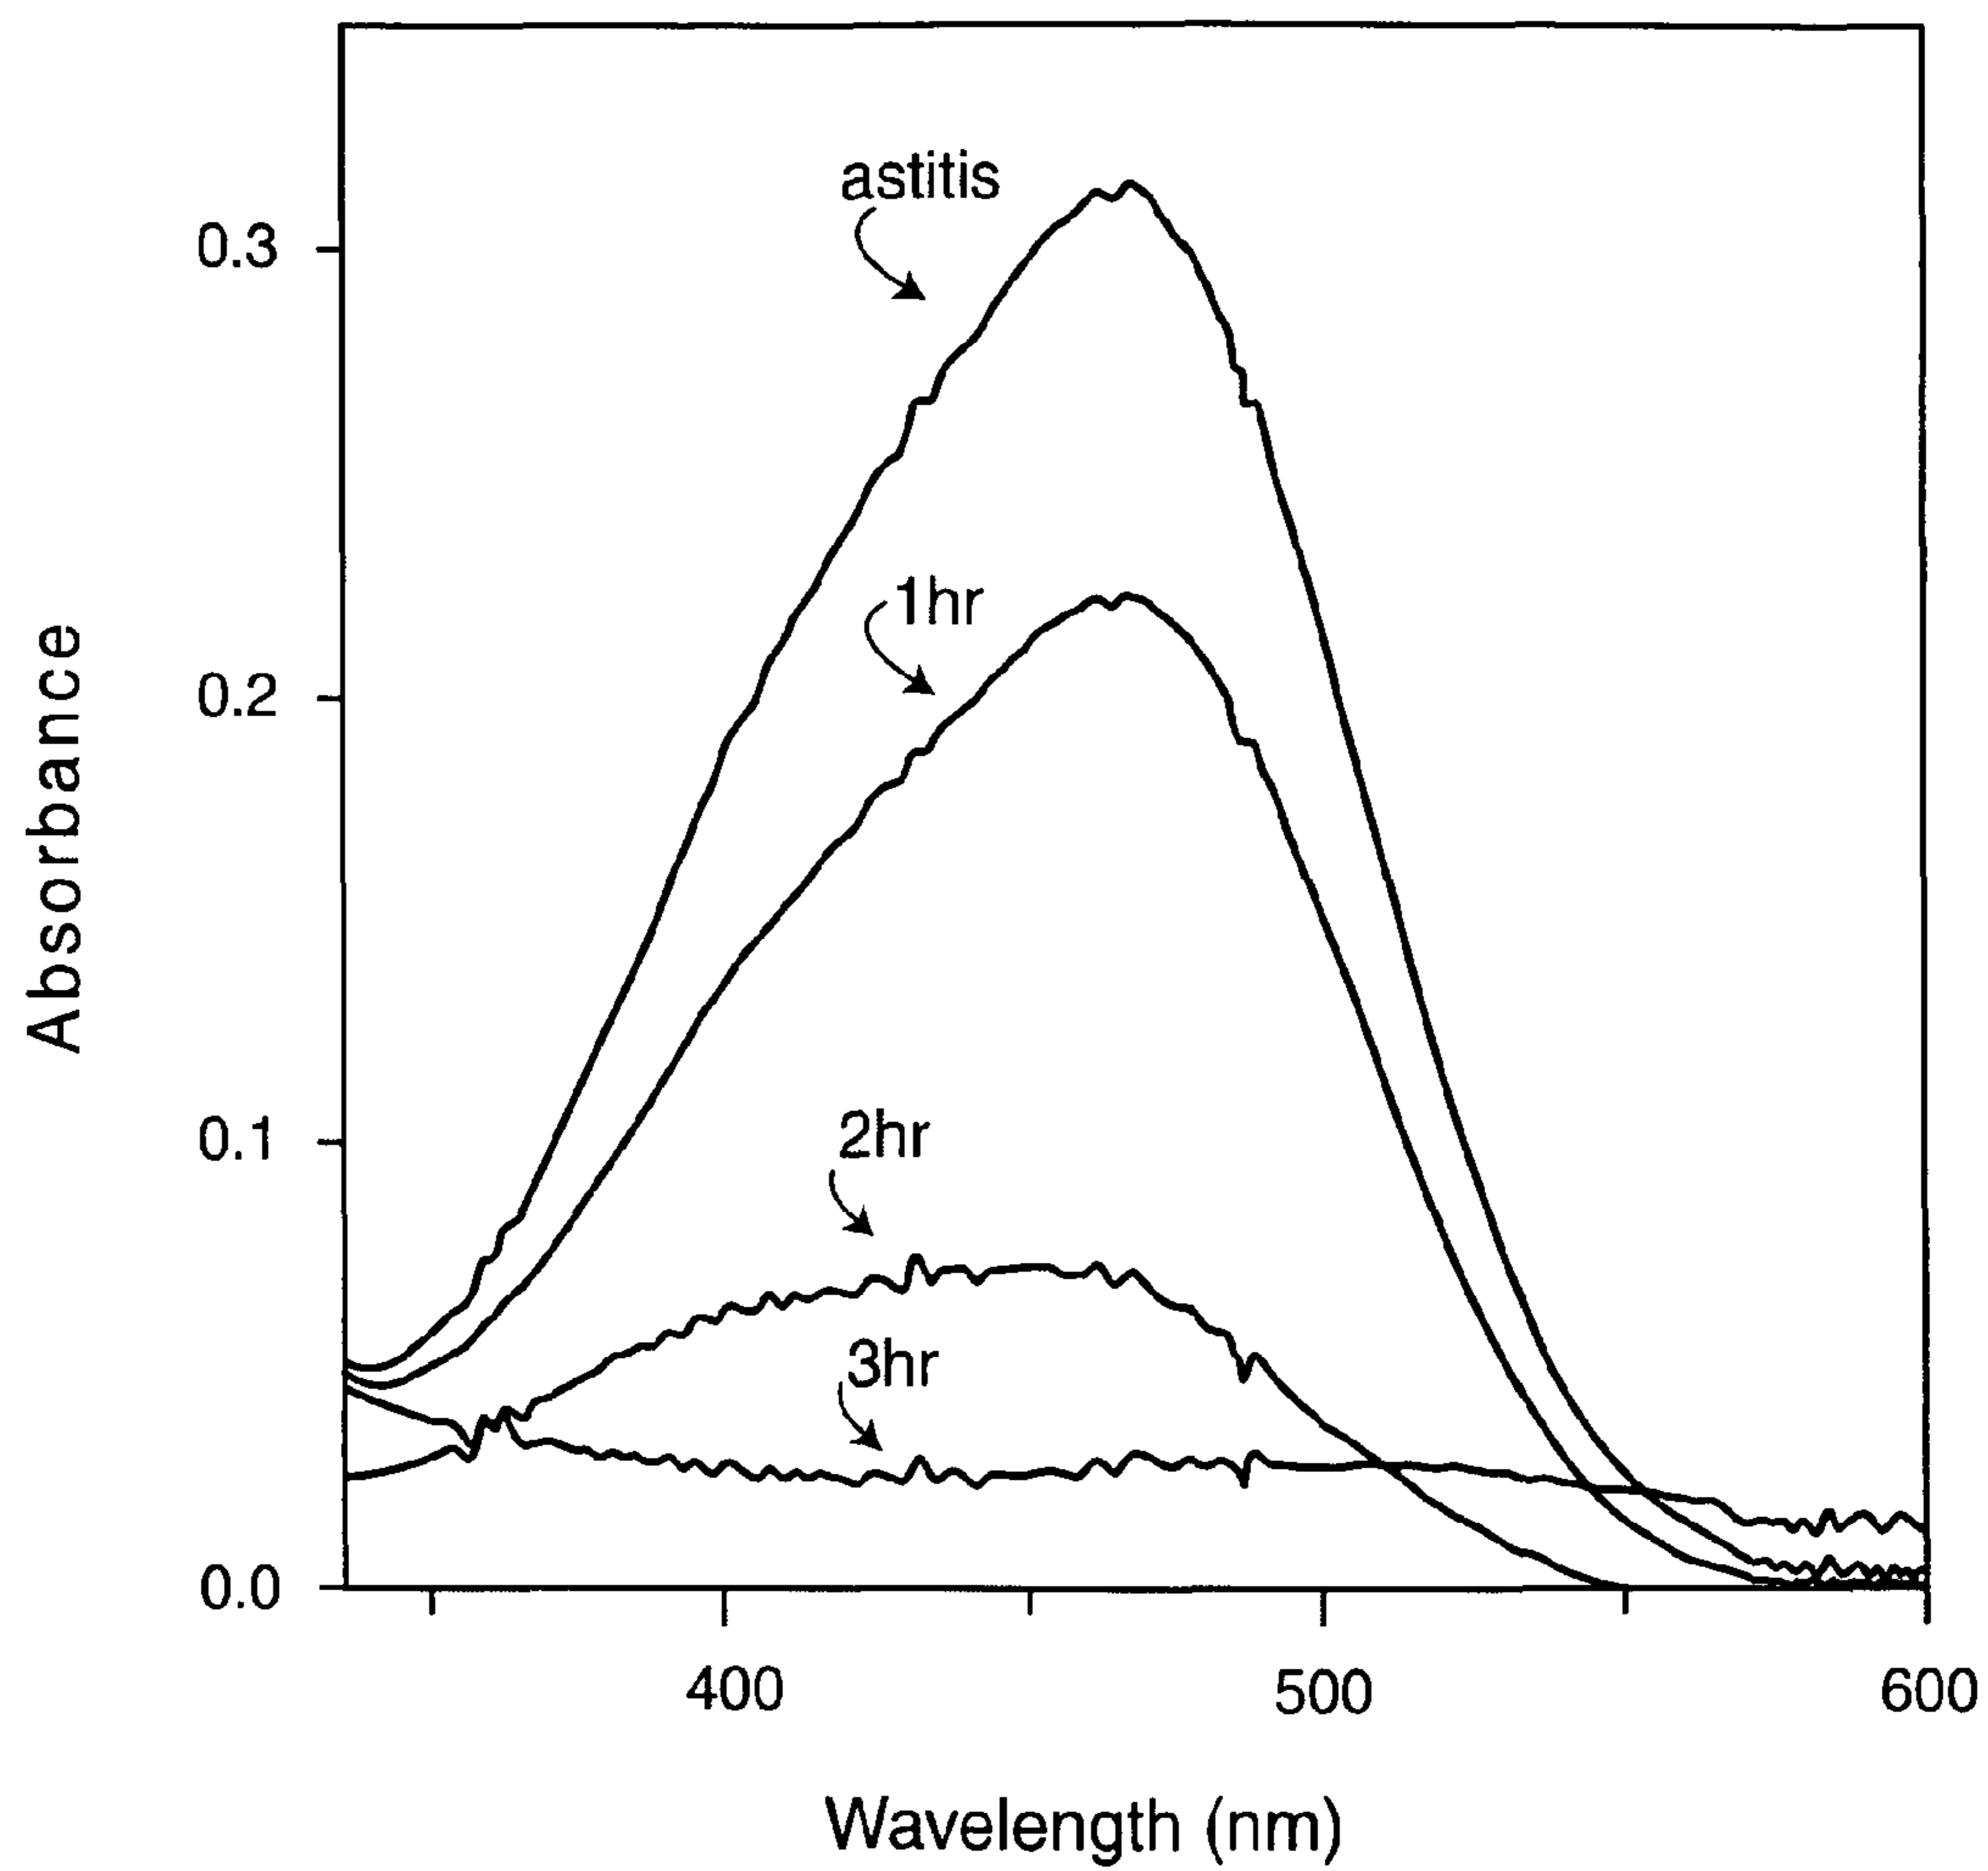 astitis
0.3
1hr
0.2
Absorbance
2hr
0.1
3hr
0.0
400 500 600
Wavelength (nm)